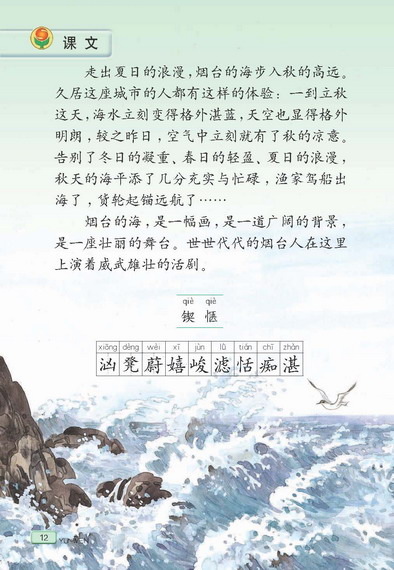 课文
走出夏日的浪漫，烟台的海步入秋的高远。
久居这座城市的人都有这样的体验：一到立秋
这天，海水立刻变得格外湛蓝，天空也显得格外
明朗，较之昨日，空气中立刻就有了秋的凉意。
告别了冬日的凝重、春日的轻盈、夏日的浪漫，
秋天的海平添了几分充实与忙碌，渔家驾船出
海了，货轮起锚远航了……
烟台的海，是一幅画，是一道广阔的背景，
是一座壮丽的舞台。世世代代的烟台人在这里
上演着威武雄壮的活剧。
qiè qiè
锲 惬
xiōng dèng wèi xī jùn lǜ tián chī zhàn
汹 凳 蔚 嬉 峻 滤 恬 痴 湛
12
YU WEN